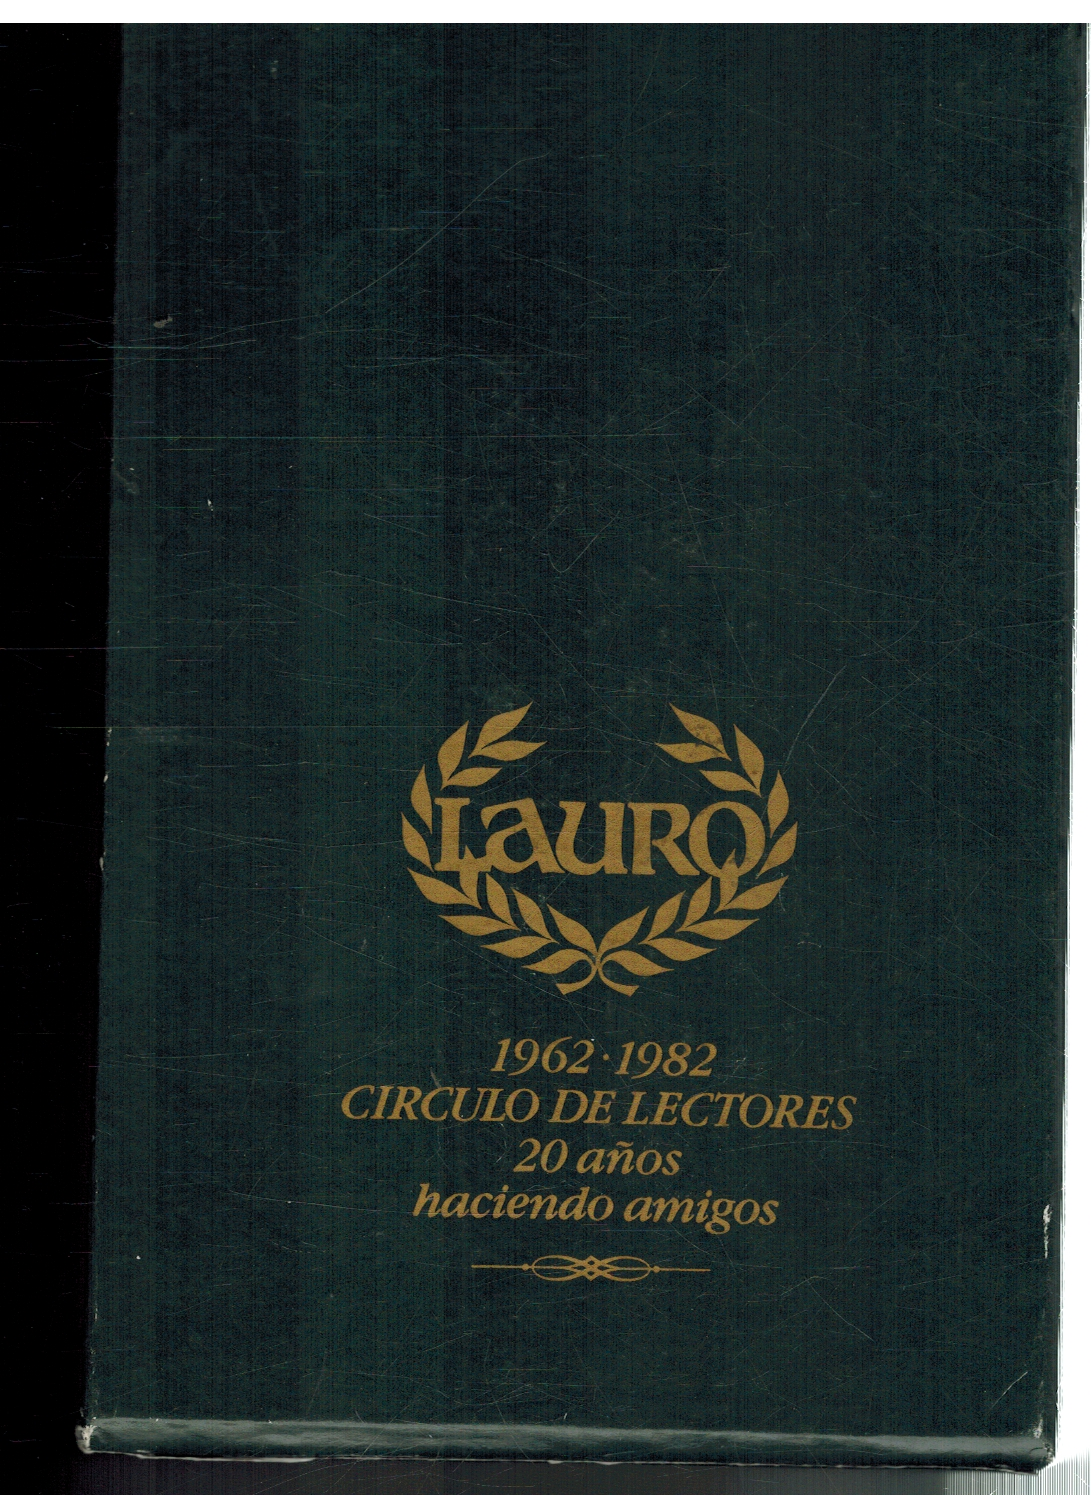 LAURO
1962·1982
CIRCULO DE LECTORES
20 años
haciendo amigos